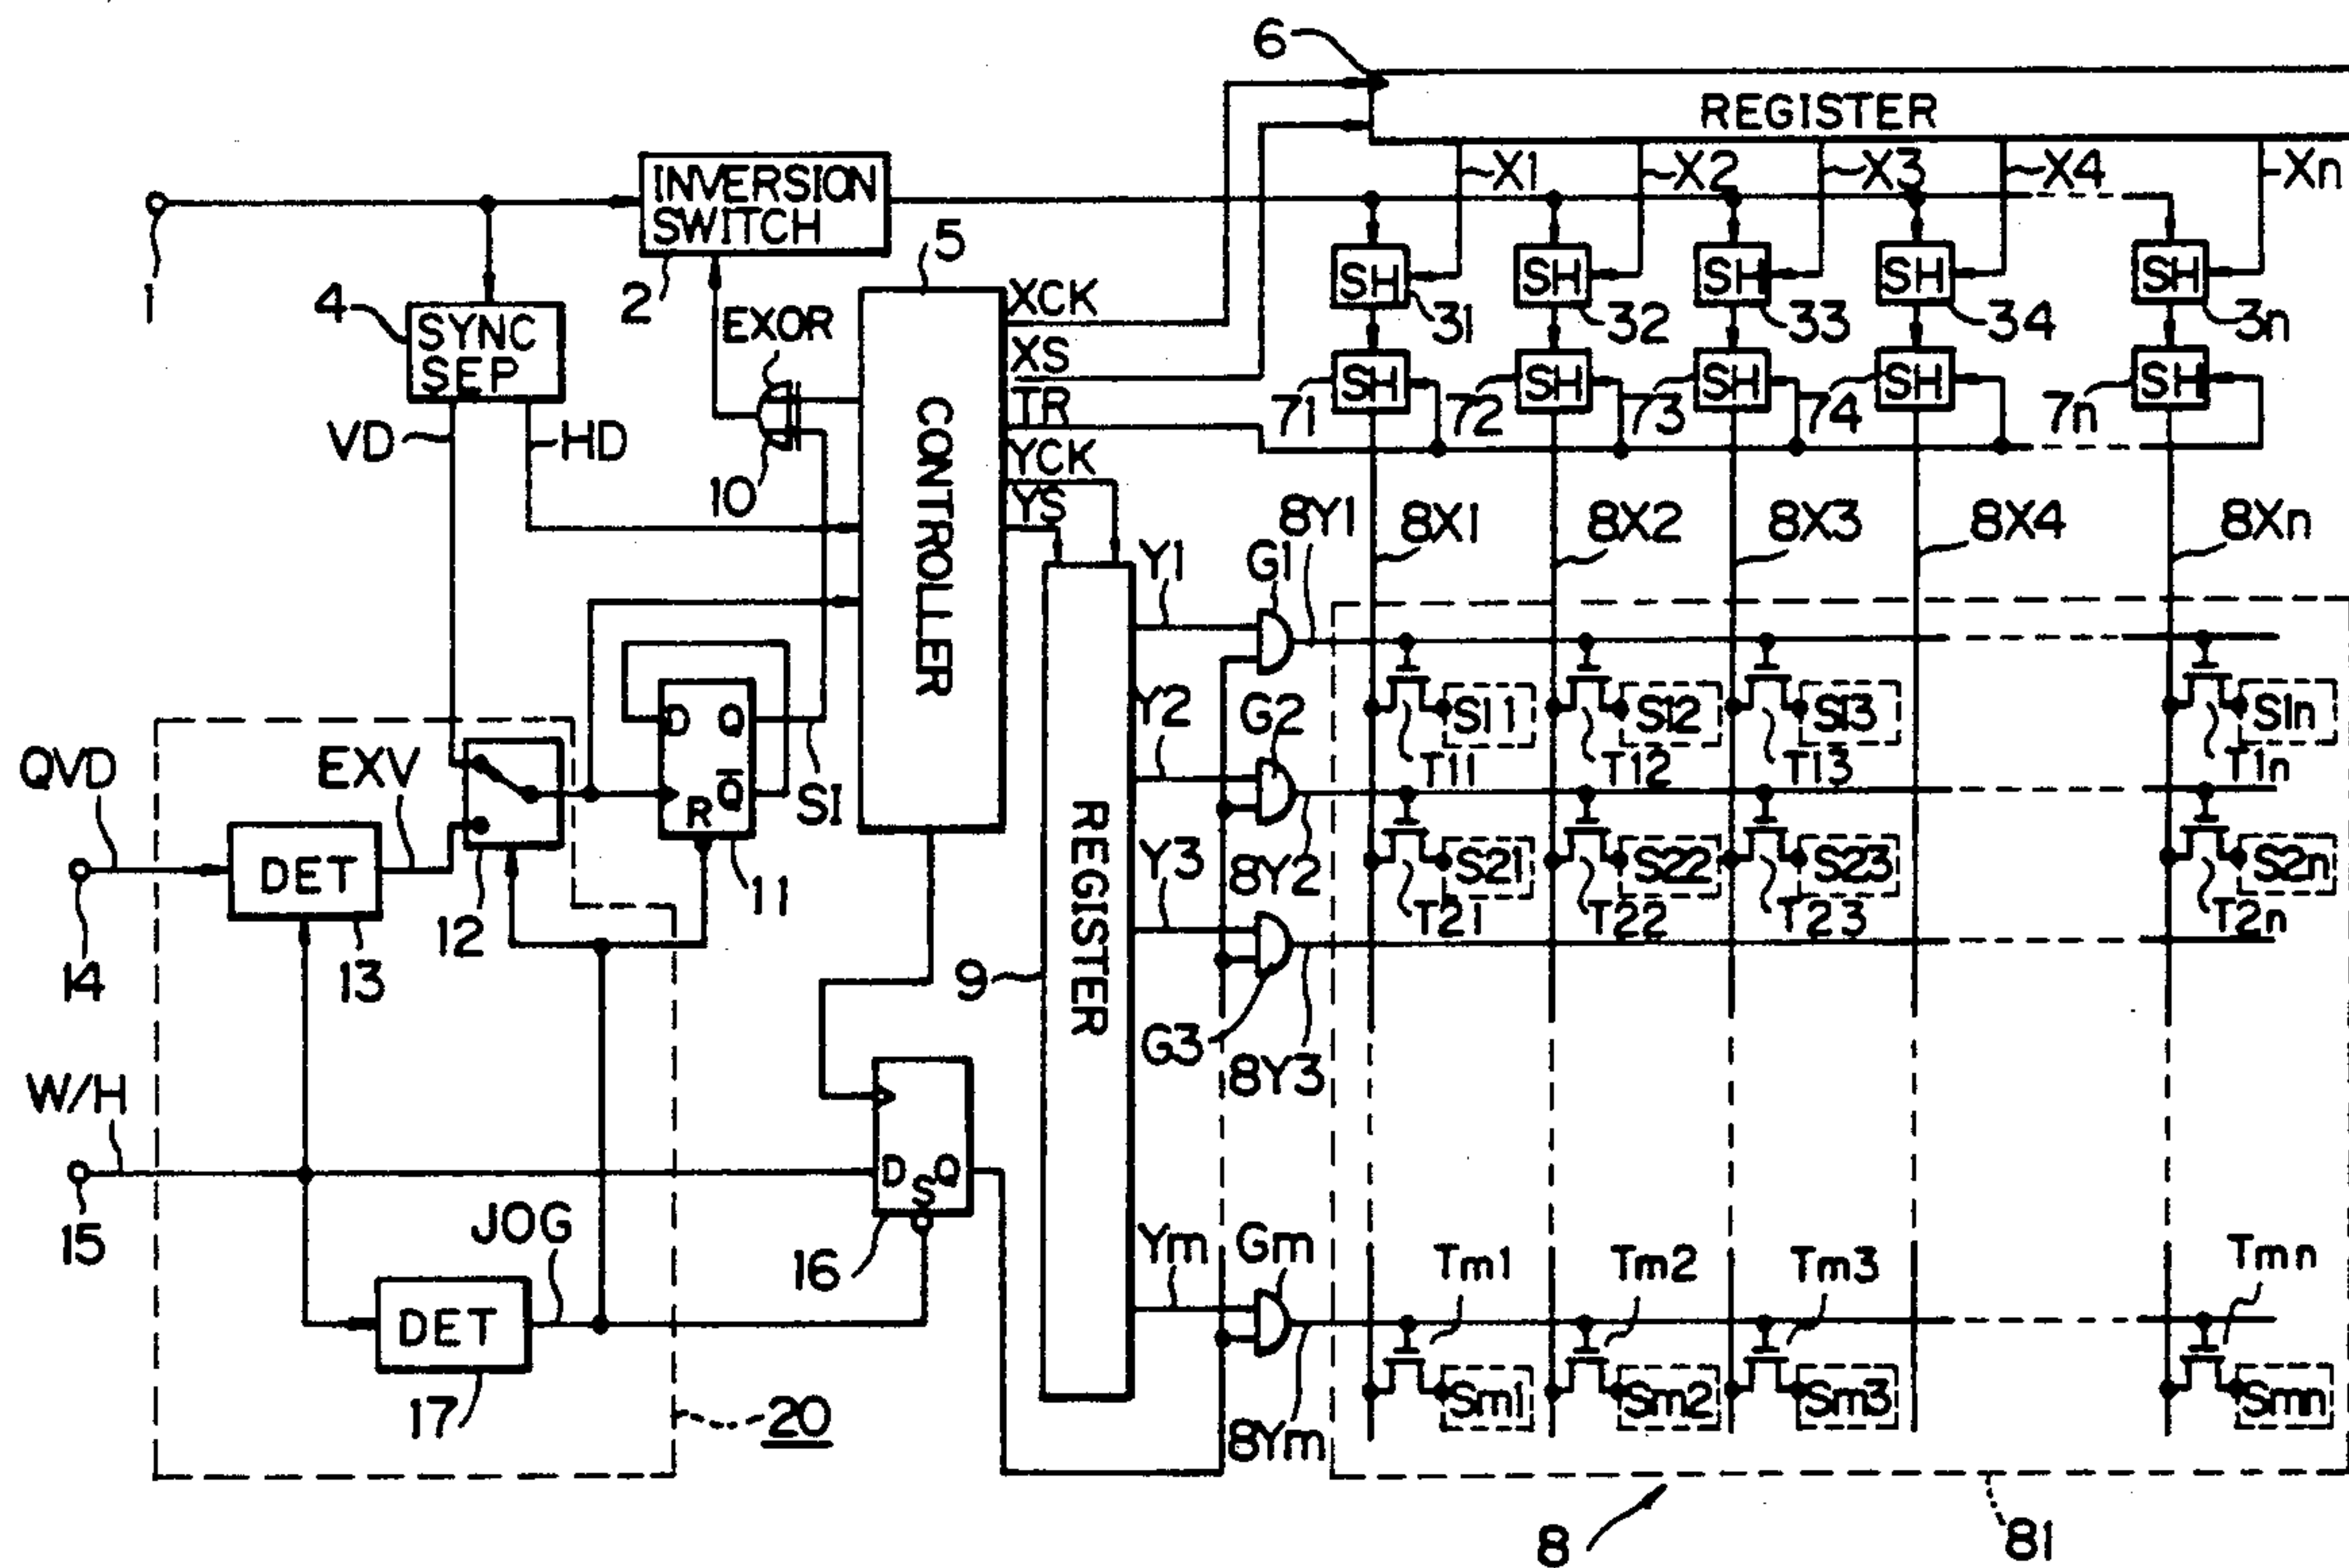 6
REGISTER
X1
X2
X3
X4
Xn
INVERSION
SWITCH
1
2
5
4
SYNC
SEP
VD
HD
EXOR
10
CONTROLLER
XCK
XS
TR
YCK
YS
SH
31
SH
32
SH
33
SH
34
SH
3n
SH
71
SH
72
SH
73
SH
74
SH
7n
8X1
8X2
8X3
8X4
8Xn
QVD
EXV
DET
14
13
12
D Q
R Q̅
SI
11
9
REGISTER
Y1
G1
8Y1
Y2
G2
8Y2
Y3
G3
8Y3
Ym
Gm
8Ym
S11
S12
S13
S1n
T11
T12
T13
T1n
S21
S22
S23
S2n
T21
T22
T23
T2n
W/H
15
D S Q
16
JOG
DET
17
20
Tm1
Tm2
Tm3
Tmn
Sm1
Sm2
Sm3
Smn
8
81